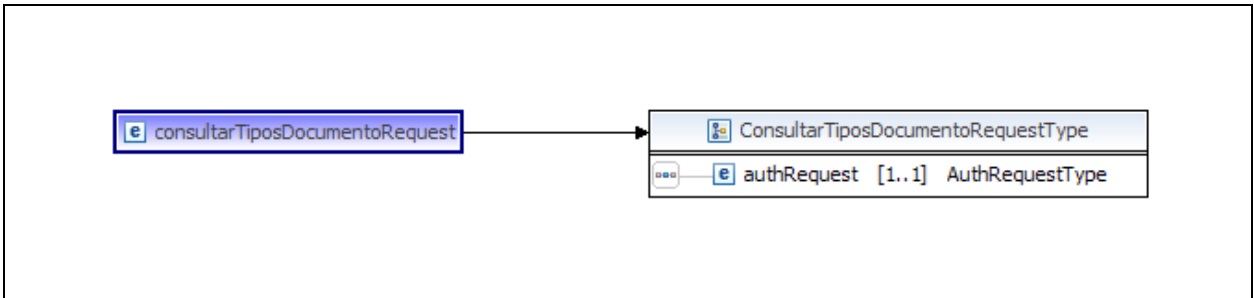 e consultarTiposDocumentoRequest
ConsultarTiposDocumentoRequestType
e authRequest [1..1] AuthRequestType